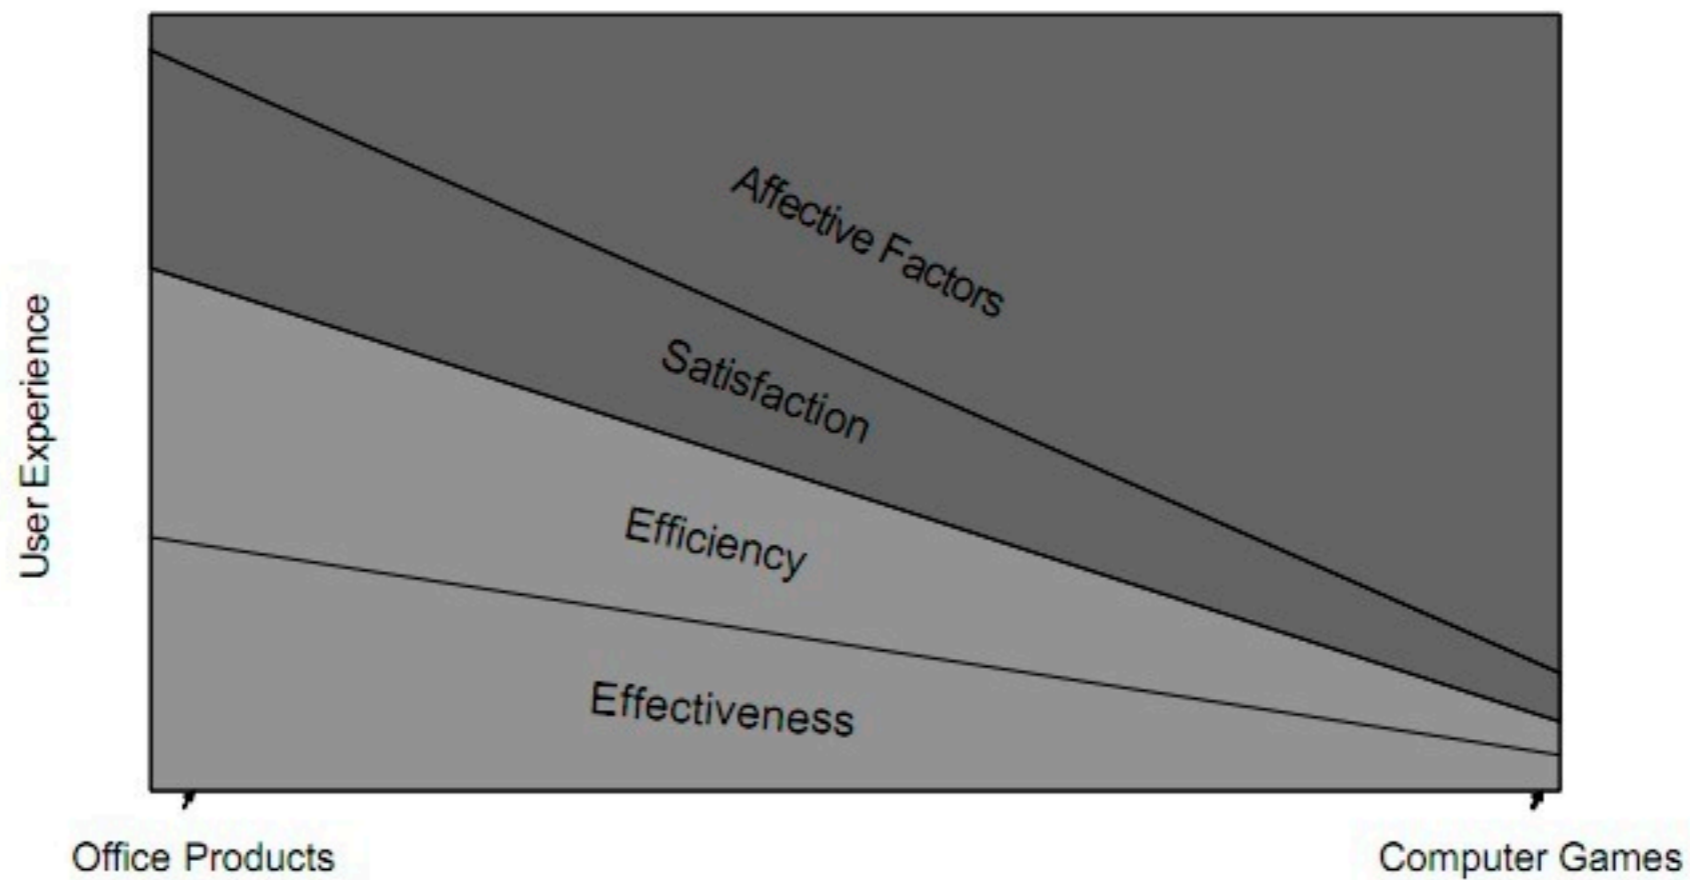 Affective Factors
Satisfaction
Efficiency
Effectiveness
User Experience
Office Products
Computer Games